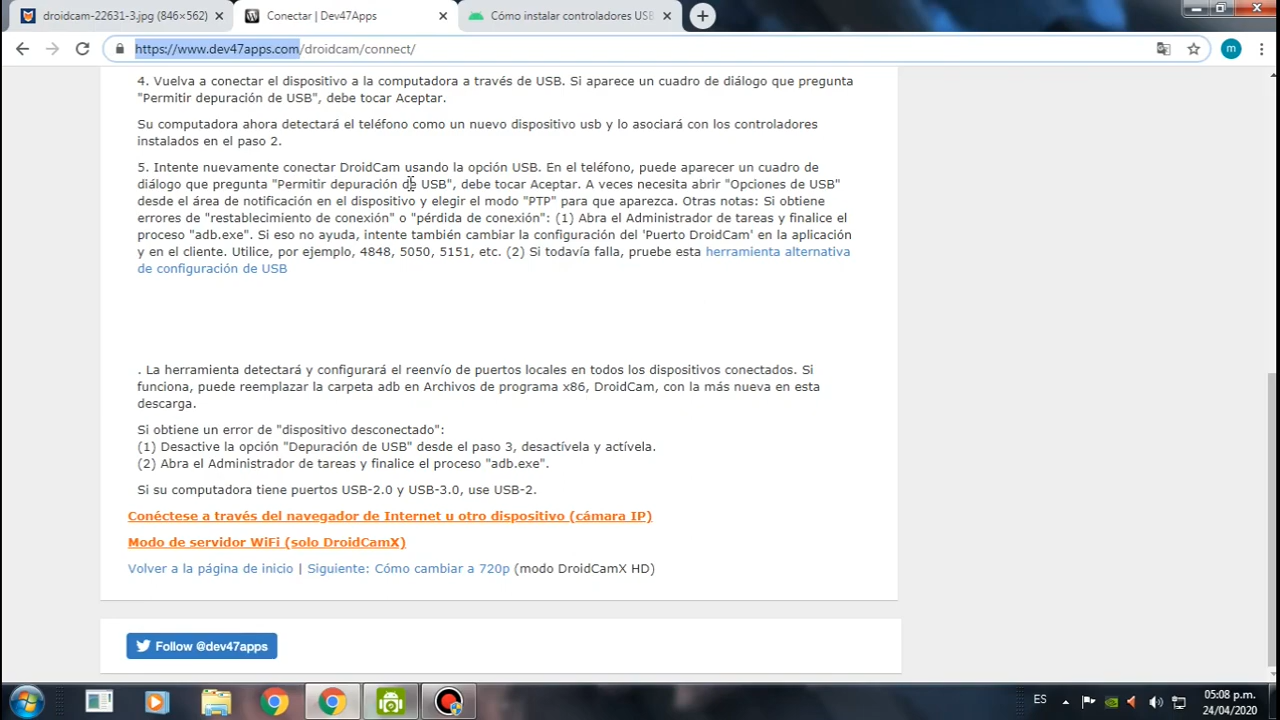 droidcam-22631-3.jpg (846×562)
Conectar | Dev47Apps
Cómo instalar controladores USB
https://www.dev47apps.com/droidcam/connect/
m
4. Vuelva a conectar el dispositivo a la computadora a través de USB. Si aparece un cuadro de diálogo que pregunta
"Permitir depuración de USB", debe tocar Aceptar.
Su computadora ahora detectará el teléfono como un nuevo dispositivo usb y lo asociará con los controladores
instalados en el paso 2.
5. Intente nuevamente conectar DroidCam usando la opción USB. En el teléfono, puede aparecer un cuadro de
diálogo que pregunta "Permitir depuración de USB", debe tocar Aceptar. A veces necesita abrir "Opciones de USB"
desde el área de notificación en el dispositivo y elegir el modo "PTP" para que aparezca. Otras notas: Si obtiene
errores de "restablecimiento de conexión" o "pérdida de conexión": (1) Abra el Administrador de tareas y finalice el
proceso "adb.exe". Si eso no ayuda, intente también cambiar la configuración del 'Puerto DroidCam' en la aplicación
y en el cliente. Utilice, por ejemplo, 4848, 5050, 5151, etc. (2) Si todavía falla, pruebe esta herramienta alternativa
de configuración de USB
. La herramienta detectará y configurará el reenvío de puertos locales en todos los dispositivos conectados. Si
funciona, puede reemplazar la carpeta adb en Archivos de programa x86, DroidCam, con la más nueva en esta
descarga.
Si obtiene un error de "dispositivo desconectado":
(1) Desactive la opción "Depuración de USB" desde el paso 3, desactívela y actívela.
(2) Abra el Administrador de tareas y finalice el proceso "adb.exe".
Si su computadora tiene puertos USB-2.0 y USB-3.0, use USB-2.
Conéctese a través del navegador de Internet u otro dispositivo (cámara IP)
Modo de servidor WiFi (solo DroidCamX)
Volver a la página de inicio | Siguiente: Cómo cambiar a 720p (modo DroidCamX HD)
Follow @dev47apps
ES
05:08 p.m.
24/04/2020